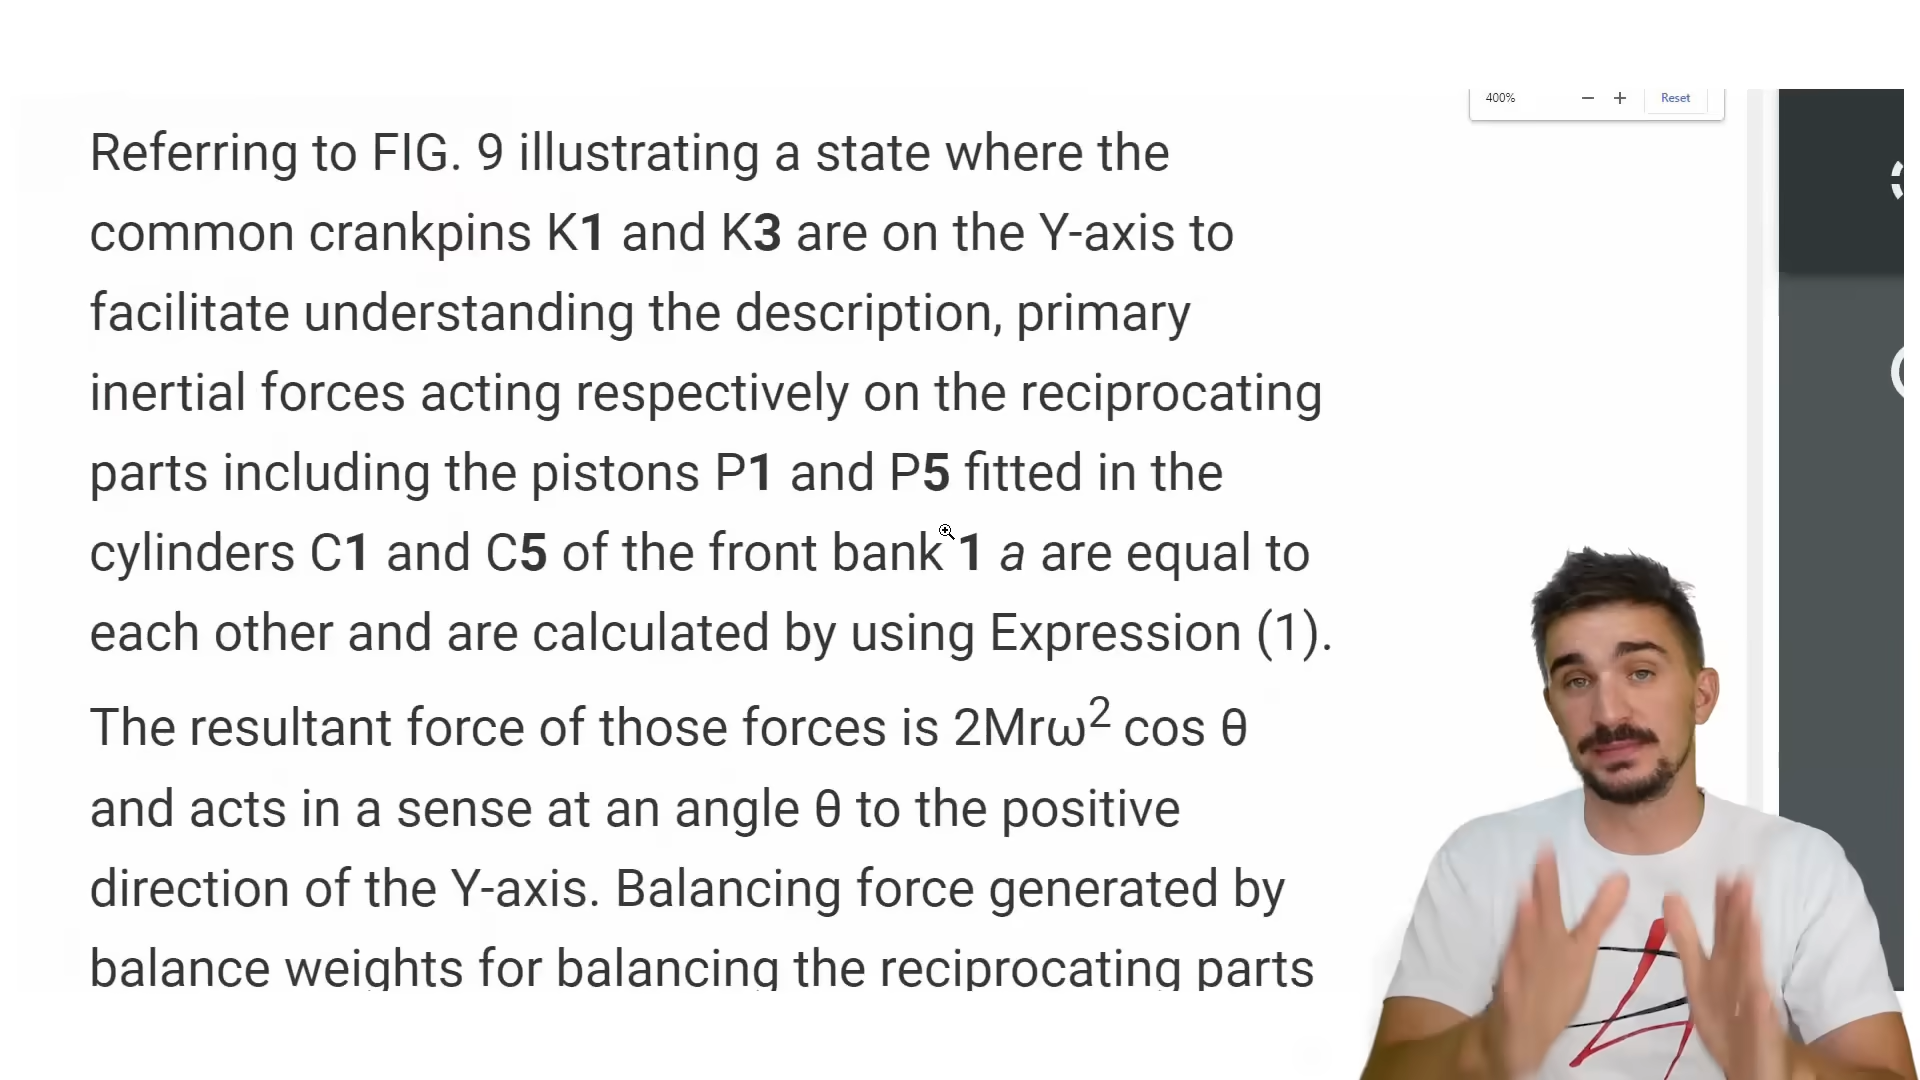 400%
Reset
Referring to FIG. 9 illustrating a state where the
common crankpins K1 and K3 are on the Y-axis to
facilitate understanding the description, primary
inertial forces acting respectively on the reciprocating
parts including the pistons P1 and P5 fitted in the
cylinders C1 and C5 of the front bank 1 a are equal to
each other and are calculated by using Expression (1).
The resultant force of those forces is 2Mrω² cos θ
and acts in a sense at an angle θ to the positive
direction of the Y-axis. Balancing force generated by
balance weights for balancing the reciprocating parts